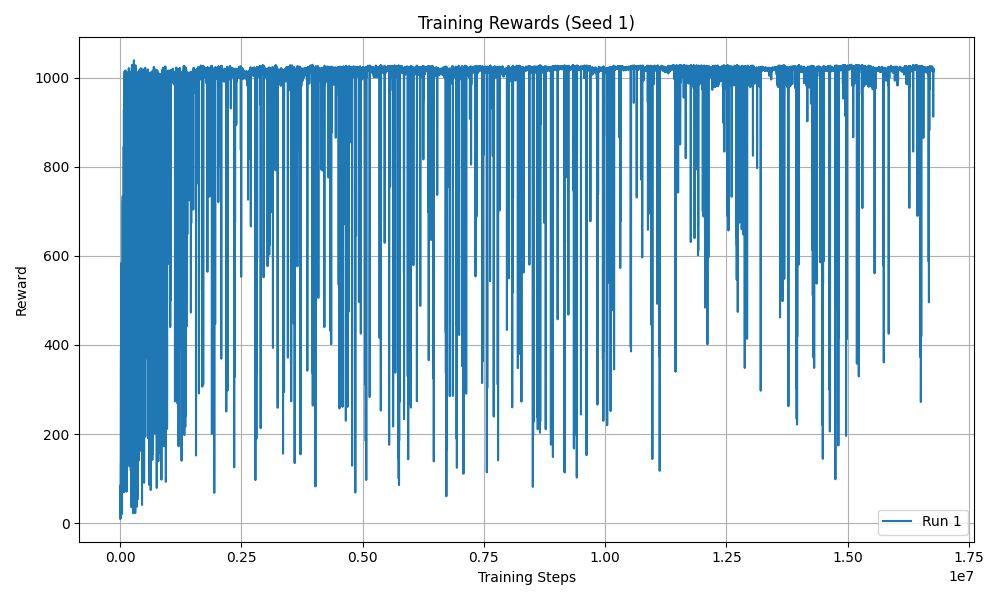 Training Rewards (Seed 1)
Reward
1000
800
600
400
200
0
0.00 0.25 0.50 0.75 1.00 1.25 1.50 1.75
1e7
Training Steps
Run 1